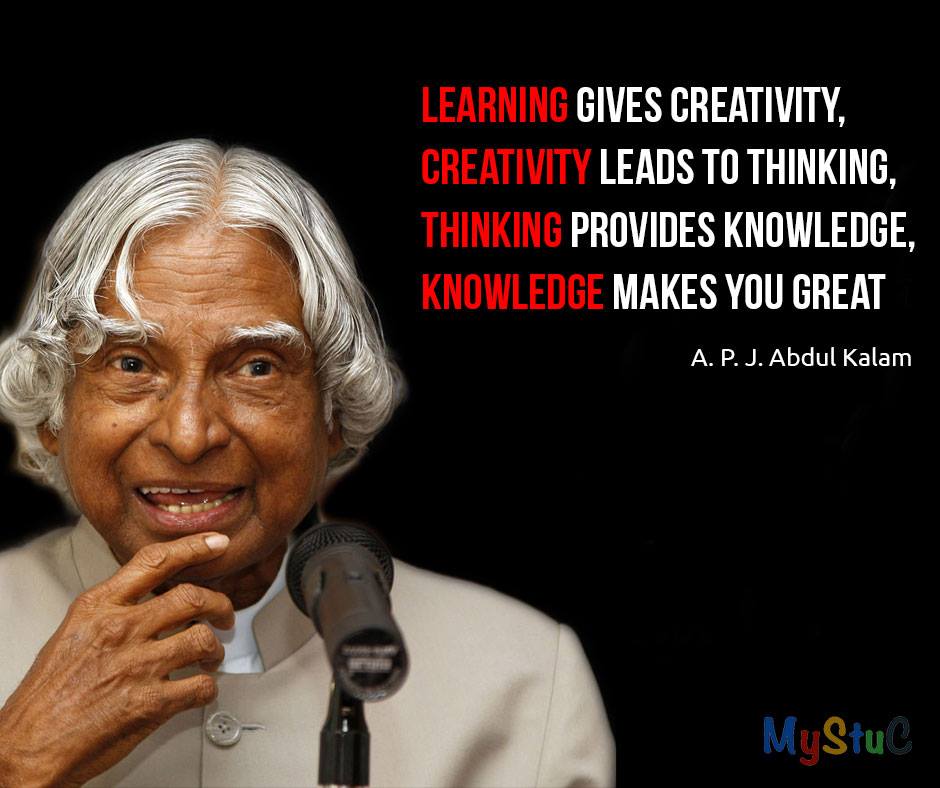 LEARNING GIVES CREATIVITY,
CREATIVITY LEADS TO THINKING,
THINKING PROVIDES KNOWLEDGE,
KNOWLEDGE MAKES YOU GREAT
A. P. J. Abdul Kalam
MyStuC